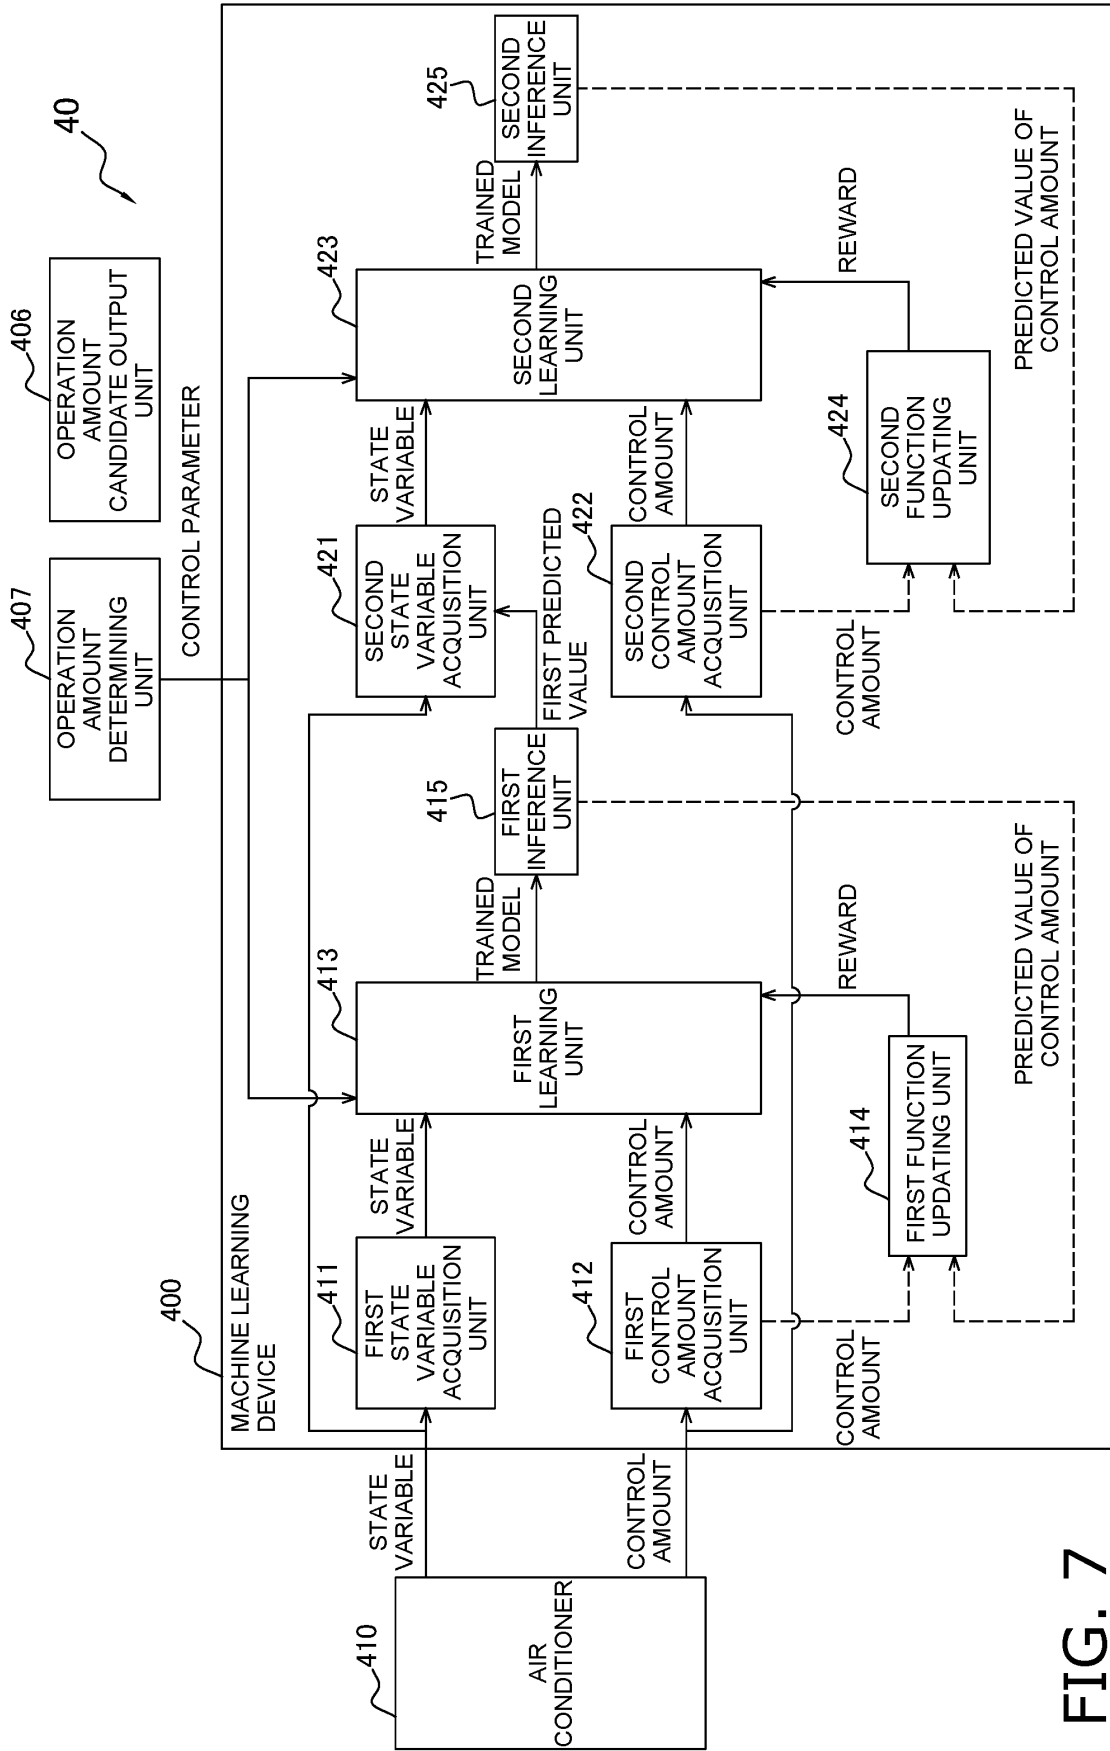 40
407
OPERATION
AMOUNT
DETERMINING
UNIT
406
OPERATION
AMOUNT
CANDIDATE OUTPUT
UNIT
CONTROL PARAMETER
400
MACHINE LEARNING
DEVICE
410
AIR
CONDITIONER
STATE
VARIABLE
CONTROL
AMOUNT
411
FIRST
STATE
VARIABLE
ACQUISITION
UNIT
STATE
VARIABLE
412
FIRST
CONTROL
AMOUNT
ACQUISITION
UNIT
CONTROL
AMOUNT
CONTROL
AMOUNT
413
FIRST
LEARNING
UNIT
TRAINED
MODEL
414
FIRST FUNCTION
UPDATING UNIT
REWARD
415
FIRST
INFERENCE
UNIT
FIRST PREDICTED
VALUE
PREDICTED VALUE OF
CONTROL AMOUNT
421
SECOND
STATE
VARIABLE
ACQUISITION
UNIT
STATE
VARIABLE
422
SECOND
CONTROL
AMOUNT
ACQUISITION
UNIT
CONTROL
AMOUNT
CONTROL
AMOUNT
423
SECOND
LEARNING
UNIT
TRAINED
MODEL
424
SECOND
FUNCTION
UPDATING
UNIT
REWARD
425
SECOND
INFERENCE
UNIT
PREDICTED VALUE OF
CONTROL AMOUNT
FIG. 7